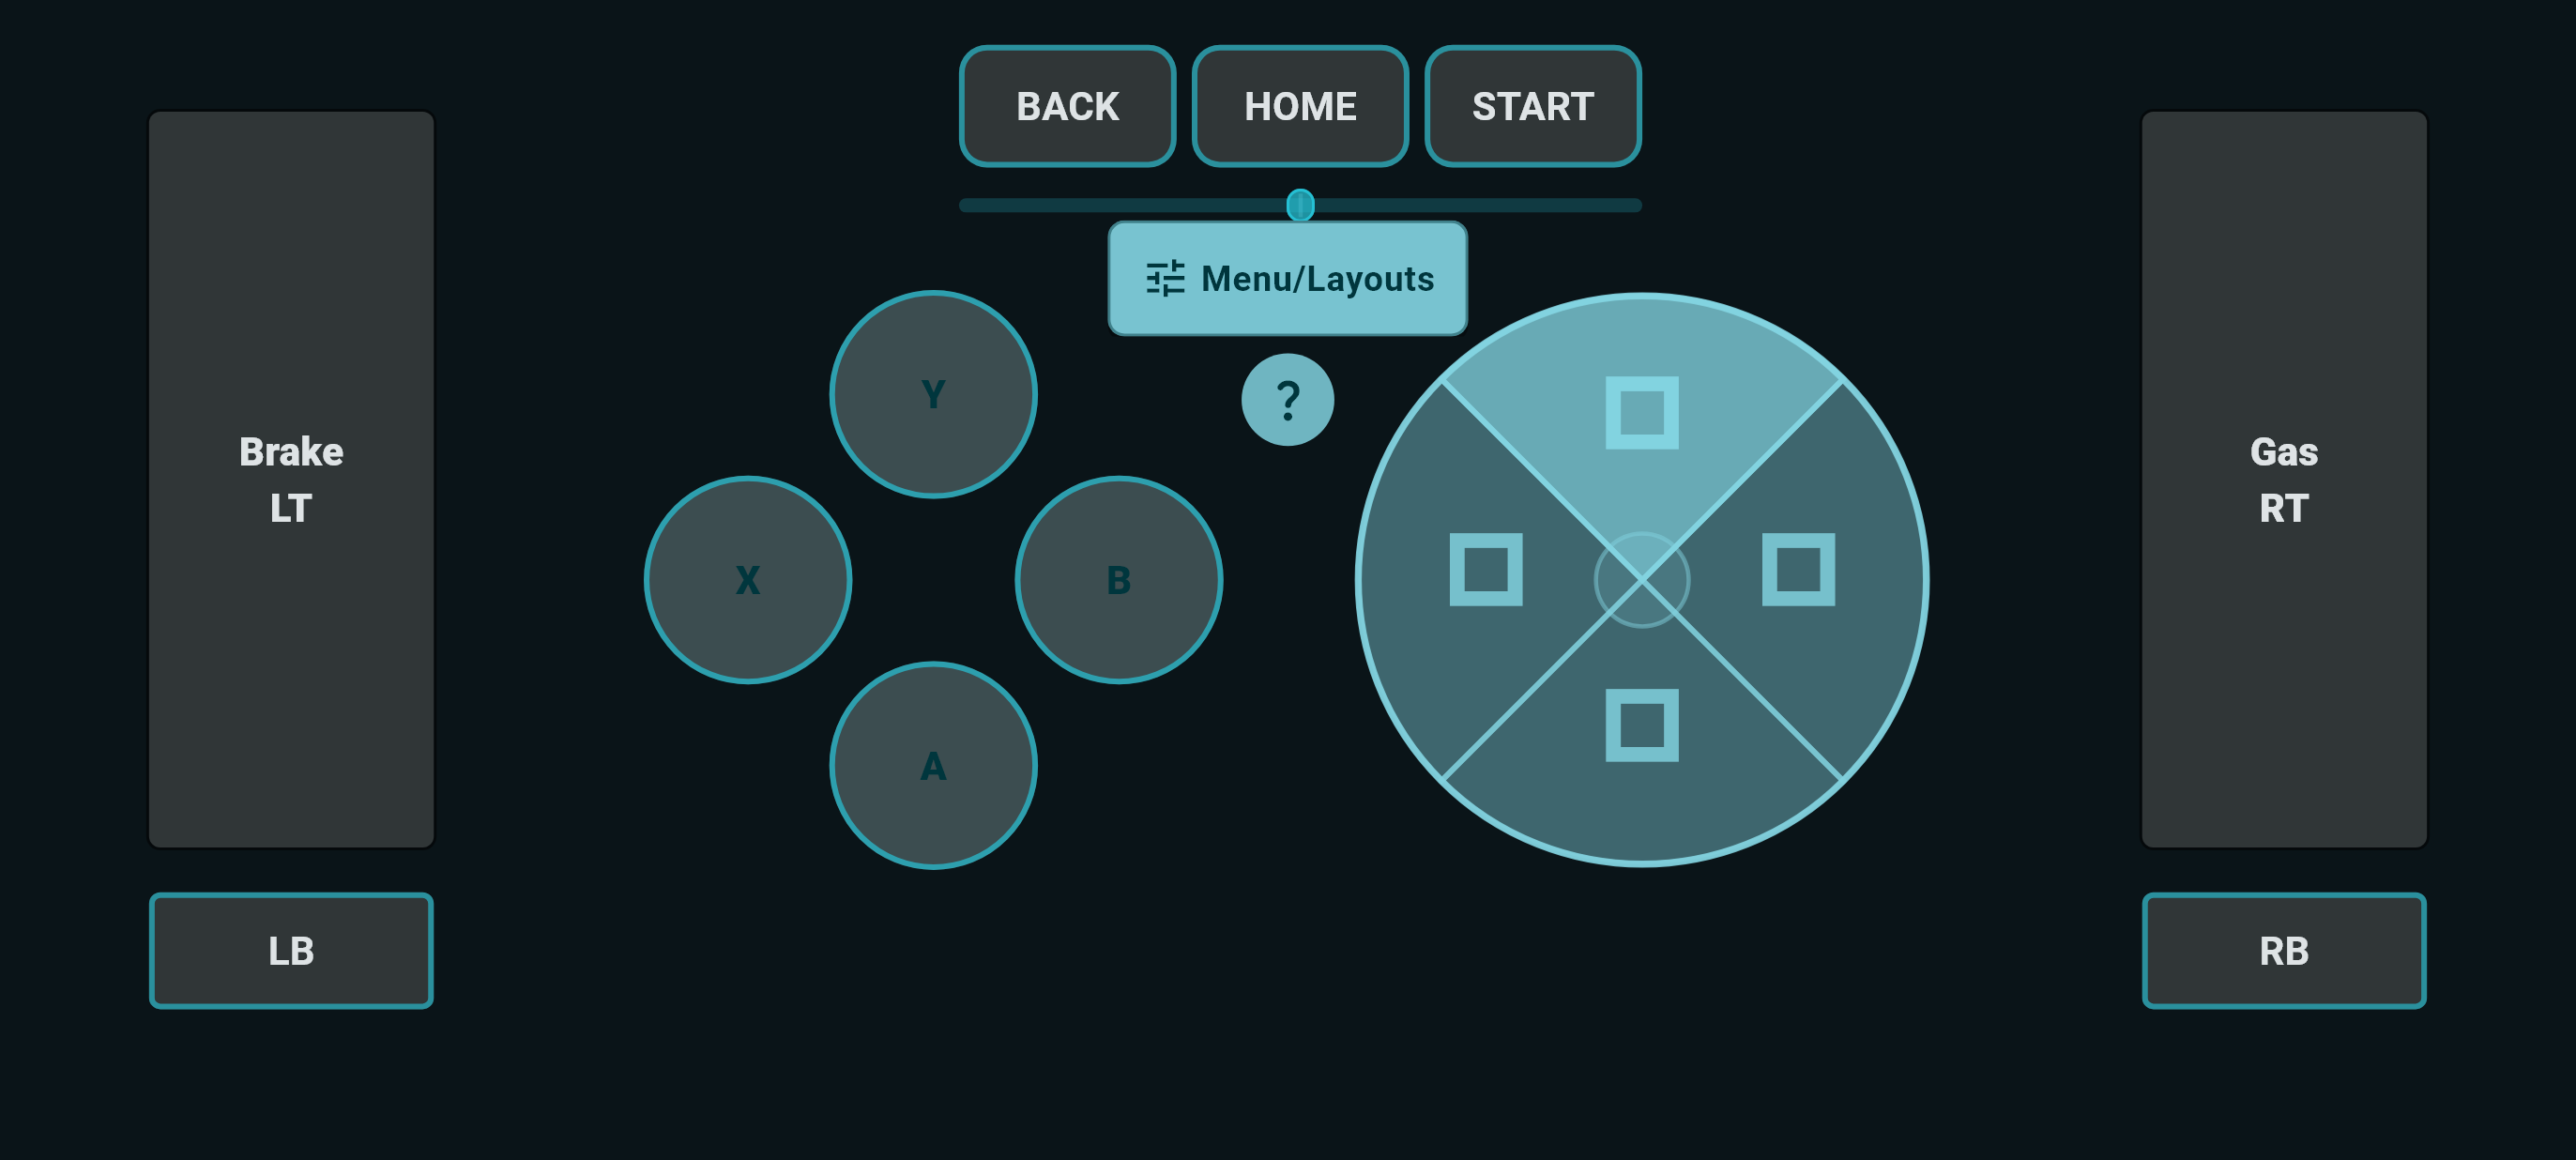 BACK
HOME
START
Menu/Layouts
?
Brake
LT
Y
X
B
A
Gas
RT
LB
RB